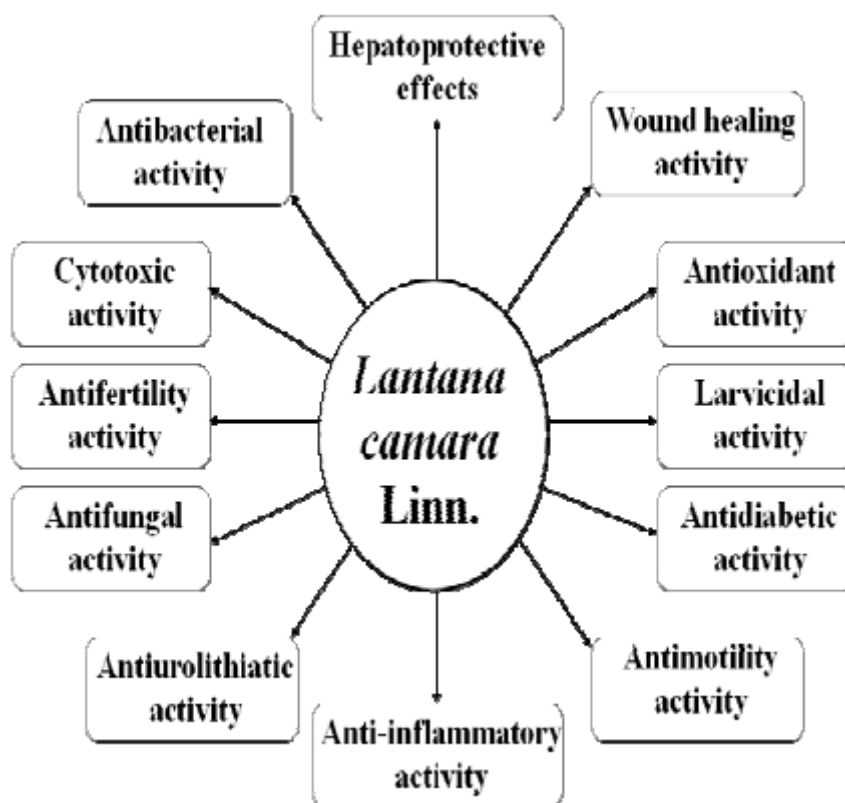 Hepatoprotective
effects
Wound healing
activity
Antioxidant
activity
Larvicidal
activity
Antidiabetic
activity
Antimotility
activity
Anti-inflammatory
activity
Antiurolithiatic
activity
Antifungal
activity
Antifertility
activity
Cytotoxic
activity
Antibacterial
activity
Lantana
camara
Linn.